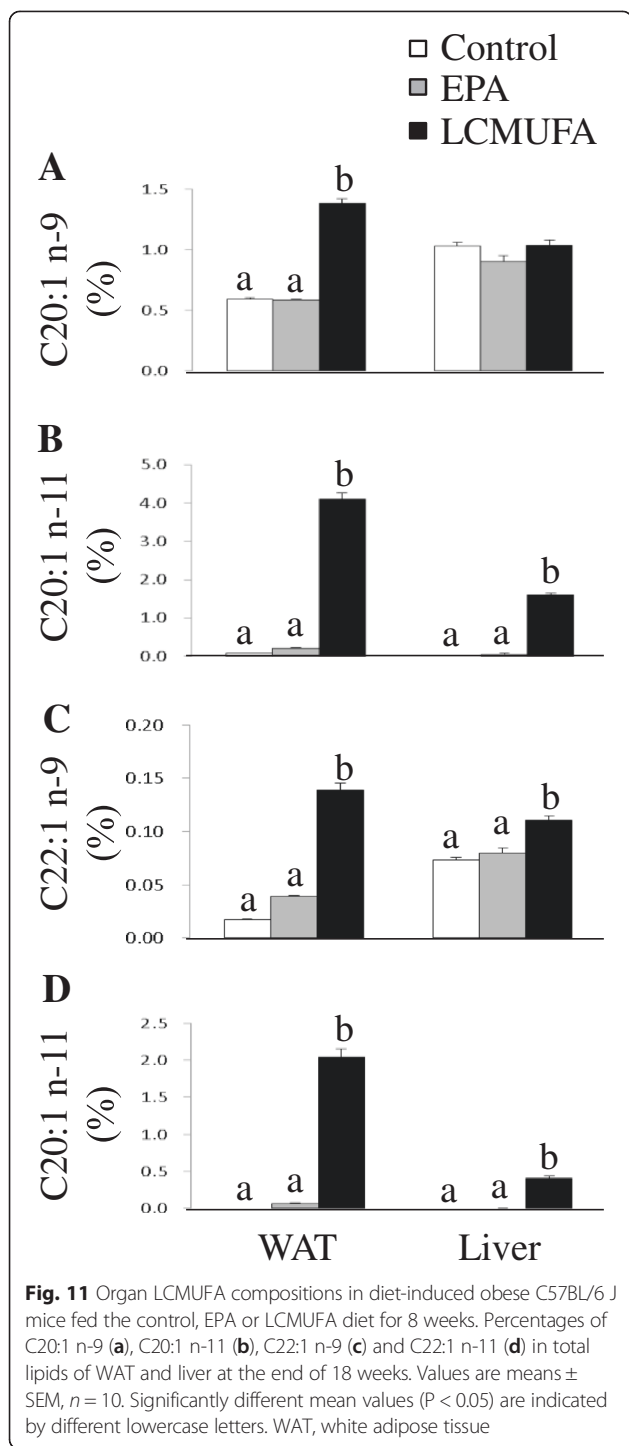 Control
EPA
LCMUFA
A
C20:1 n-9
(%)
1.5
1.0
0.5
0.0
a a b
B
C20:1 n-11
(%)
5.0
4.0
3.0
2.0
1.0
0.0
a a b a a b
C
C22:1 n-9
(%)
0.20
0.15
0.10
0.05
0.00
a a b a a b
D
C20:1 n-11
(%)
2.5
2.0
1.5
1.0
0.5
0.0
a a b a a b
WAT Liver
Fig. 11 Organ LCMUFA compositions in diet-induced obese C57BL/6 J
mice fed the control, EPA or LCMUFA diet for 8 weeks. Percentages of
C20:1 n-9 (a), C20:1 n-11 (b), C22:1 n-9 (c) and C22:1 n-11 (d) in total
lipids of WAT and liver at the end of 18 weeks. Values are means ±
SEM, n = 10. Significantly different mean values (P < 0.05) are indicated
by different lowercase letters. WAT, white adipose tissue